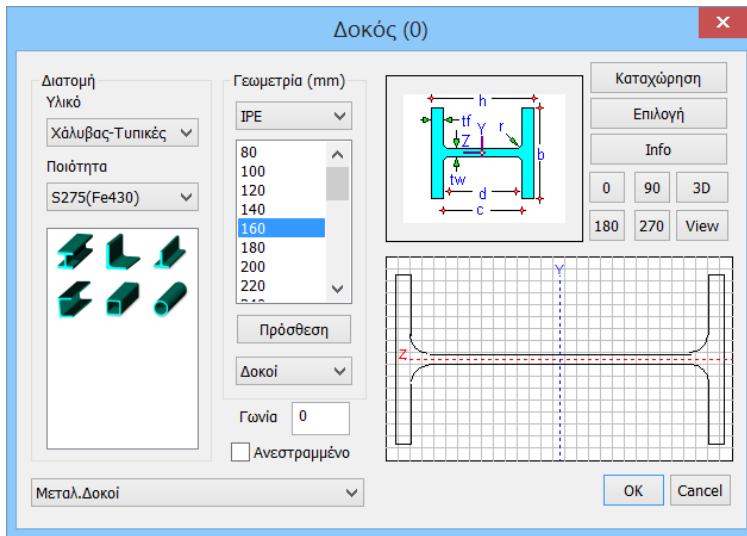 Δοκός (0)
Διατομή
Υλικό
Χάλυβας-Τυπικές
Ποιότητα
S275(Fe430)
Γεωμετρία (mm)
IPE
80
100
120
140
160
180
200
220
Πρόσθεση
Δοκοί
Γωνία 0
Ανεστραμμένο
Μεταλ.Δοκοί
h
tf Y r
Z b
tw
d
c
Καταχώρηση
Επιλογή
Info
0 90 3D
180 270 View
Y
Z
OK Cancel